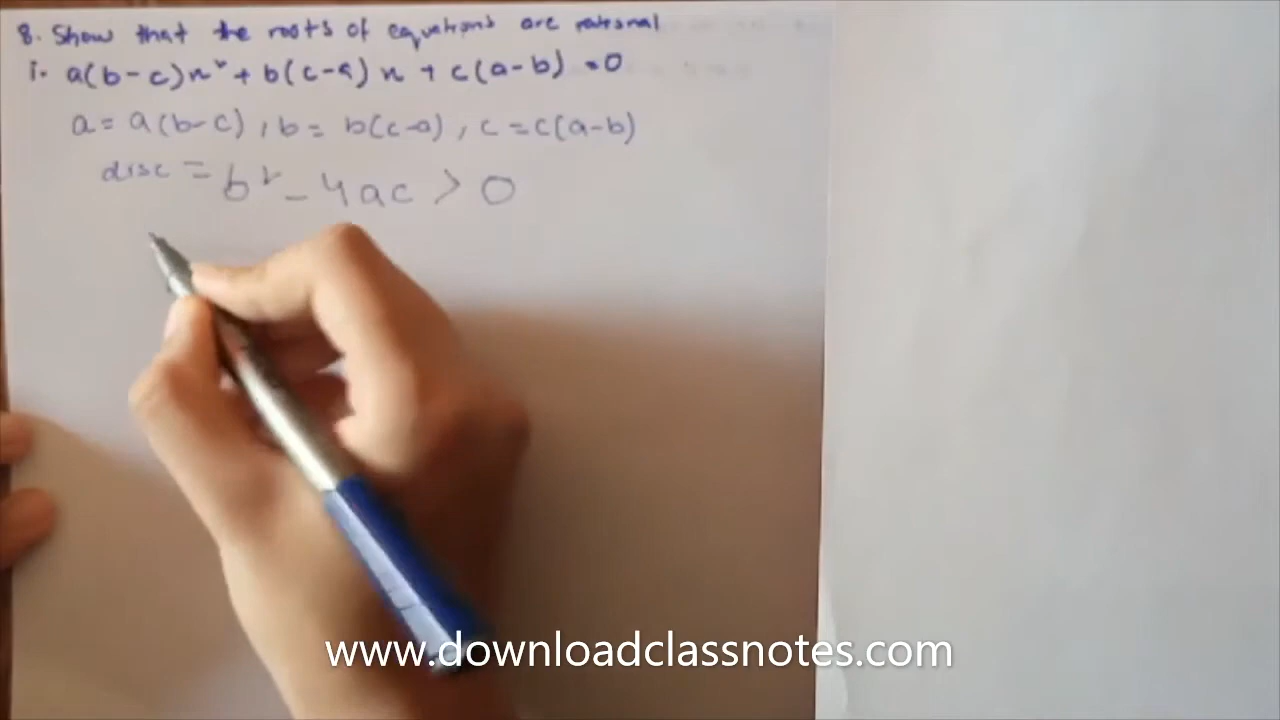 8. Show that the roots of equations are rational
i. a(b-c)x² + b(c-a)x + c(a-b) = 0
a = a(b-c), b = b(c-a), c = c(a-b)
disc = b² - 4ac > 0
www.downloadclassnotes.com